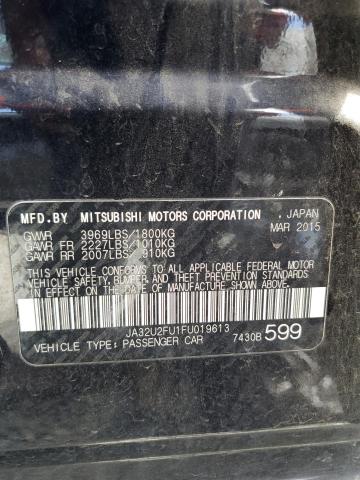 MFD.BY MITSUBISHI MOTORS CORPORATION , JAPAN
GVWR 3969LBS/1800KG MAR 2015
GAWR FR 2227LBS/1010KG
GAWR RR 2007LBS/ 910KG
THIS VEHICLE CONFORMS TO ALL APPLICABLE FEDERAL MOTOR
VEHICLE SAFETY, BUMPER, AND THEFT PREVENTION STANDARDS
IN EFFECT ON THE DATE OF MANUFACTURE SHOWN ABOVE.
JA32U2FU1FU019613
VEHICLE TYPE: PASSENGER CAR 7430B 599